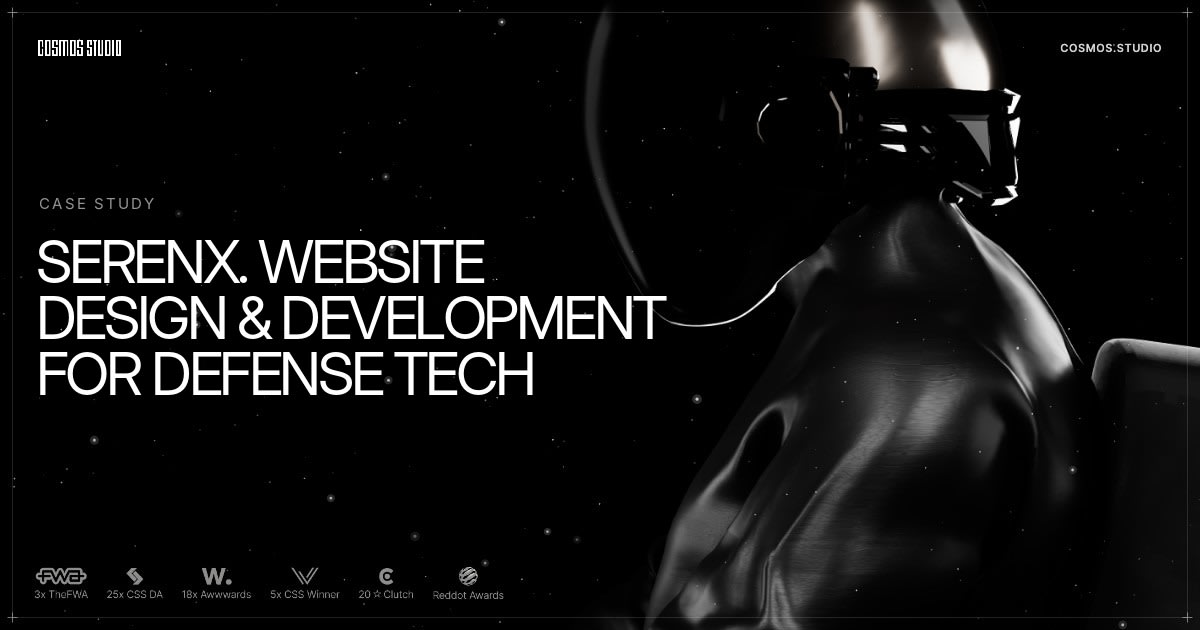 COSMOS STUDIO
COSMOS.STUDIO
CASE STUDY
SERENX. WEBSITE
DESIGN & DEVELOPMENT
FOR DEFENSE TECH
FWA
W.
3x TheFWA
25x CSS DA
18x Awwwards
5x CSS Winner
20 ☆ Clutch
Reddot Awards